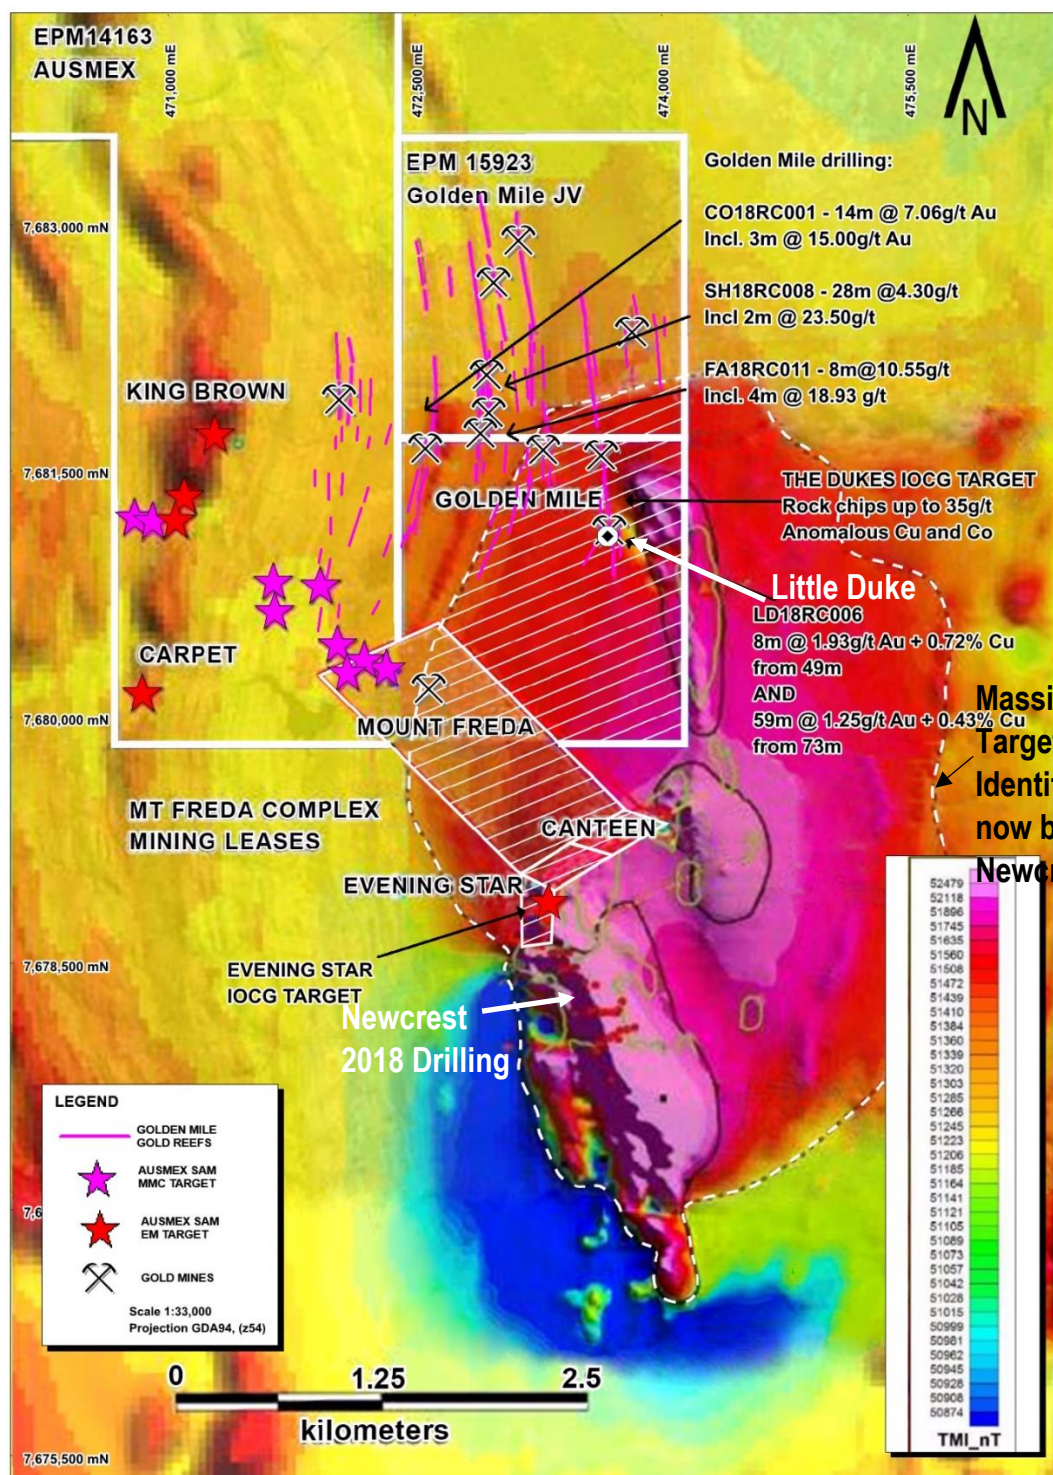 EPM14163
AUSMEX
471,000 mE
472,500 mE
474,000 mE
475,500 mE
N
EPM 15923
Golden Mile JV
Golden Mile drilling:
CO18RC001 - 14m @ 7.06g/t Au
Incl. 3m @ 15.00g/t Au
SH18RC008 - 28m @4.30g/t
Incl 2m @ 23.50g/t
FA18RC011 - 8m@10.55g/t
Incl. 4m @ 18.93 g/t
7,683,000 mN
KING BROWN
7,681,500 mN
GOLDEN MILE
THE DUKES IOCG TARGET
Rock chips up to 35g/t
Anomalous Cu and Co
Little Duke
LD18RC006
8m @ 1.93g/t Au + 0.72% Cu
from 49m
AND
59m @ 1.25g/t Au + 0.43% Cu
from 73m
CARPET
7,680,000 mN
MOUNT FREDA
MT FREDA COMPLEX
MINING LEASES
CANTEEN
EVENING STAR
EVENING STAR
IOCG TARGET
7,678,500 mN
Newcrest
2018 Drilling
Massi
Targe
Identif
now b
Newcr
52479
52118
51896
51745
51635
51560
51508
51472
51439
51410
51384
51360
51339
51320
51303
51285
51266
51245
51223
51206
51185
51164
51141
51121
51105
51089
51073
51057
51042
51028
51015
50999
50981
50962
50945
50928
50908
50874
TMI_nT
LEGEND
GOLDEN MILE
GOLD REEFS
AUSMEX SAM
MMC TARGET
AUSMEX SAM
EM TARGET
GOLD MINES
Scale 1:33,000
Projection GDA94, (z54)
0 1.25 2.5
kilometers
7,675,500 mN